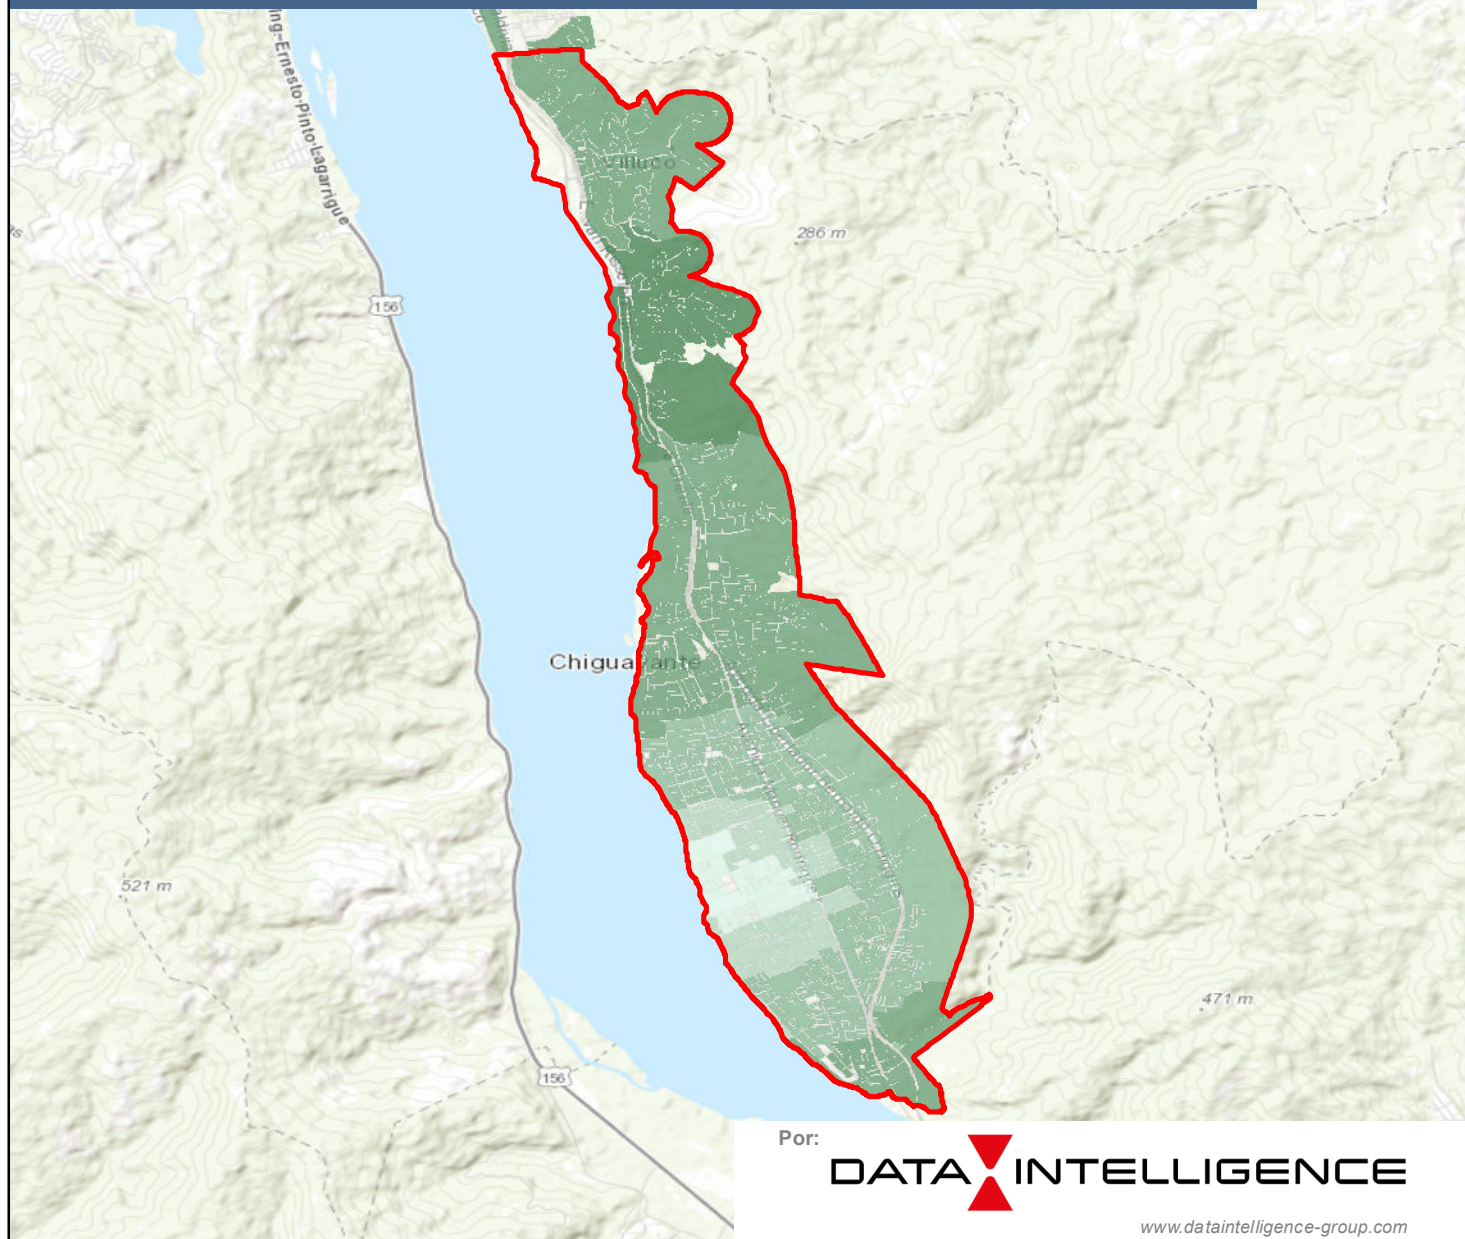 Ing.-Ernesto-Pinto-Lagarrigue
286 m
156
Chiguayante
521 m
471 m
156
Por:
DATA INTELLIGENCE
www.dataintelligence-group.com